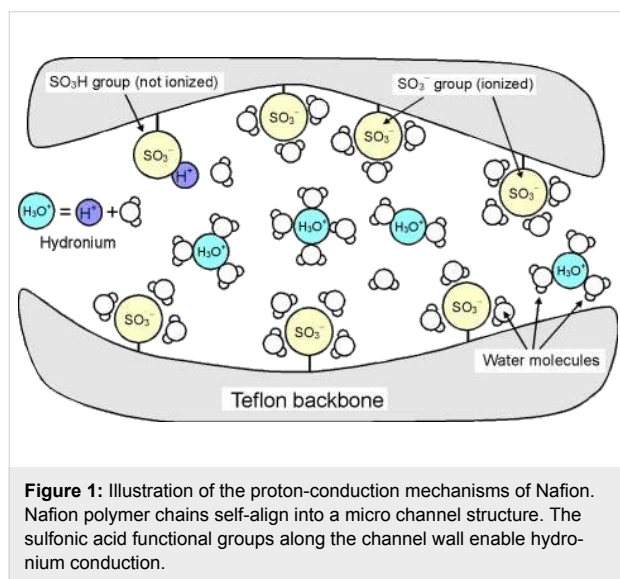 SO₃H group (not ionized)
SO₃⁻ group (ionized)
SO₃⁻
SO₃⁻
SO₃⁻
H⁺
SO₃⁻
H₃O⁺ = H⁺ +
Hydronium
H₃O⁺
H₃O⁺
H₃O⁺
H₃O⁺
SO₃⁻
SO₃⁻
SO₃⁻
Water molecules
Teflon backbone
Figure 1: Illustration of the proton-conduction mechanisms of Nafion.
Nafion polymer chains self-align into a micro channel structure. The
sulfonic acid functional groups along the channel wall enable hydro-
nium conduction.